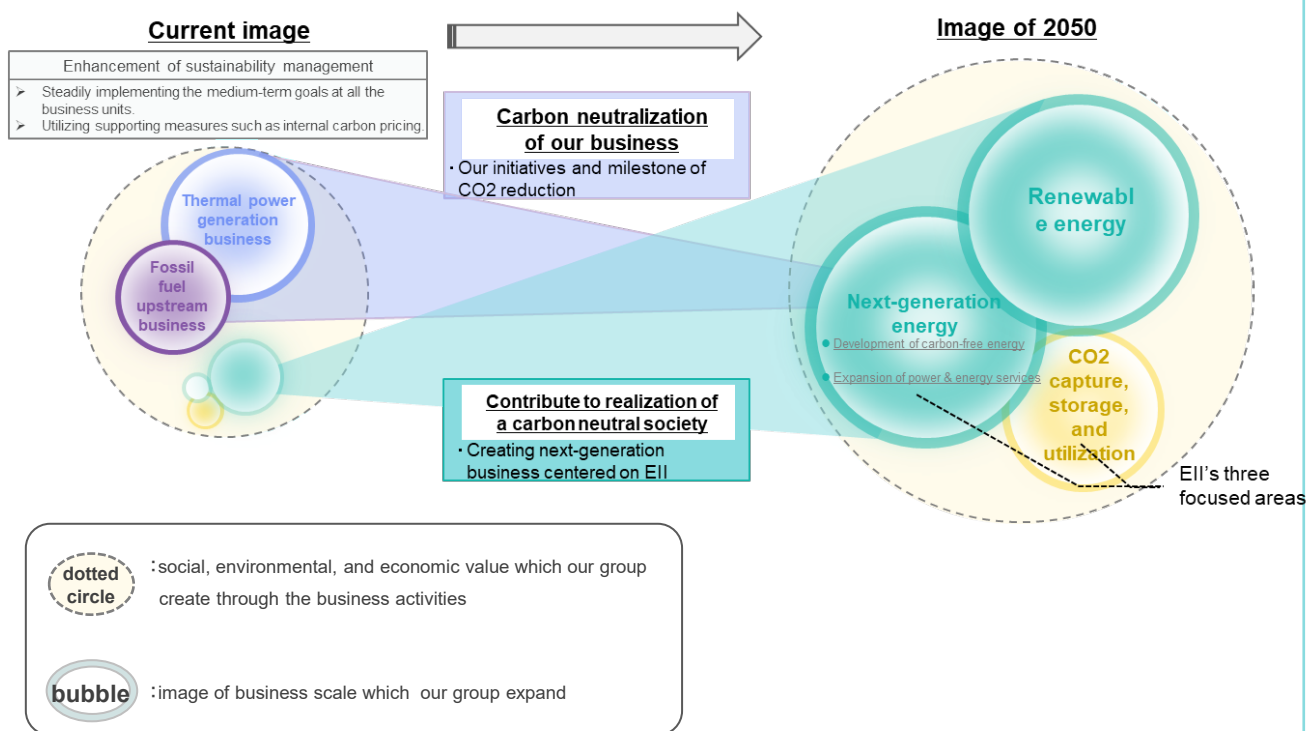 Current image
Image of 2050
Enhancement of sustainability management
➢ Steadily implementing the medium-term goals at all the
business units.
➢ Utilizing supporting measures such as internal carbon pricing.
Thermal power
generation
business
Fossil
fuel
upstream
business
Carbon neutralization
of our business
・Our initiatives and milestone of
CO2 reduction
Contribute to realization of
a carbon neutral society
・Creating next-generation
business centered on EII
Renewabl
e energy
Next-generation
energy
● Development of carbon-free energy
● Expansion of power & energy services
CO2
capture,
storage,
and
utilization
EII's three
focused areas
dotted
circle
:social, environmental, and economic value which our group
create through the business activities
bubble
:image of business scale which our group expand